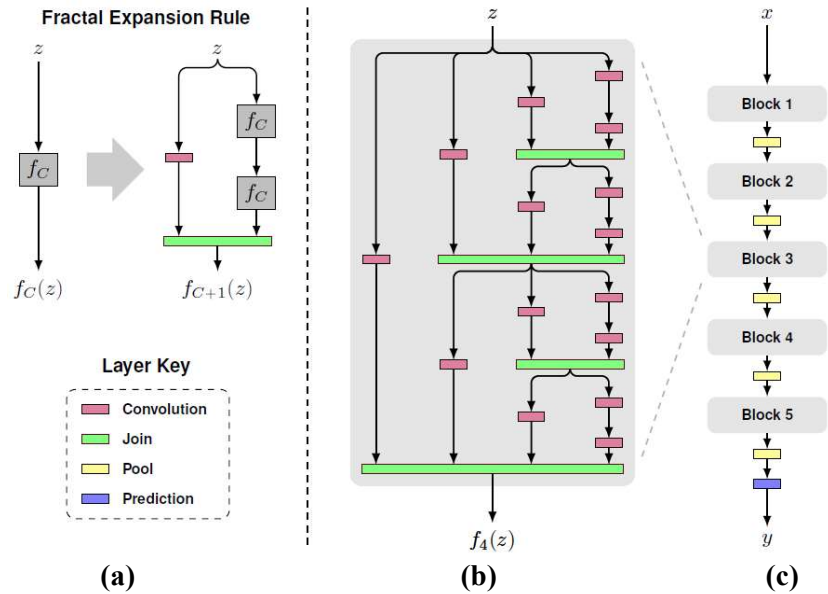 Fractal Expansion Rule
z
z
f_C
f_C
f_C
f_C(z)
f_{C+1}(z)
Layer Key
Convolution
Join
Pool
Prediction
(a)
z
f_4(z)
(b)
x
Block 1
Block 2
Block 3
Block 4
Block 5
y
(c)